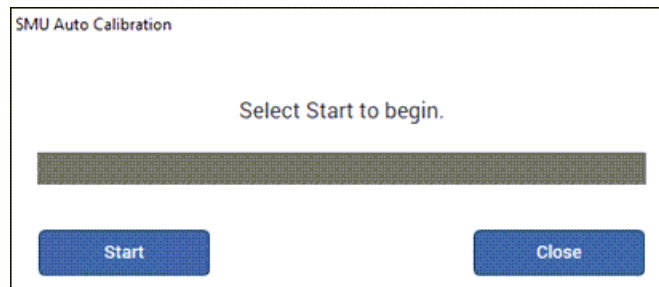 SMU Auto Calibration
Select Start to begin.
Start
Close